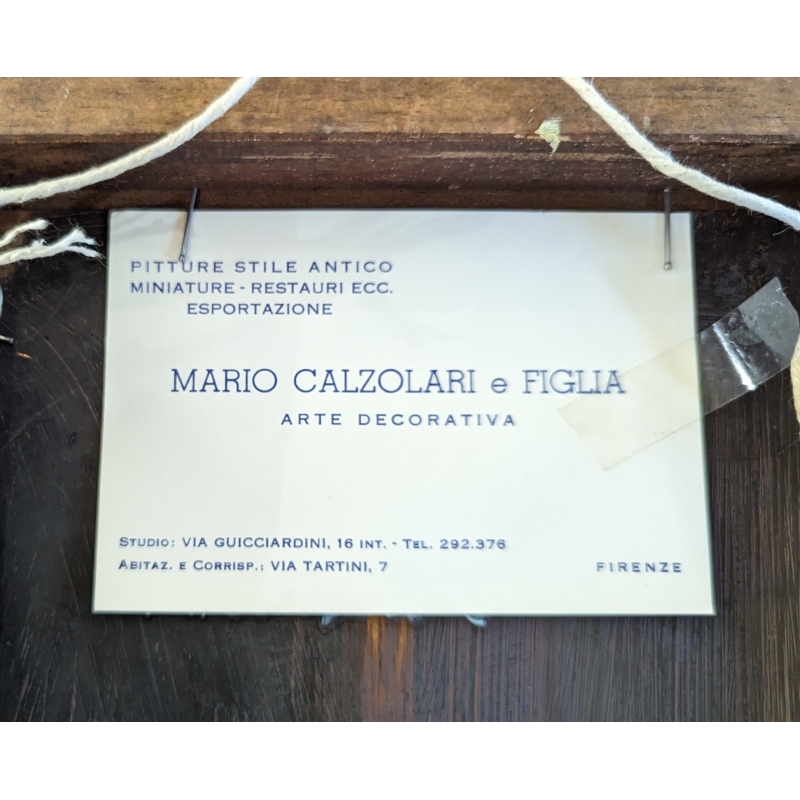 PITTURE STILE ANTICO
MINIATURE - RESTAURI ECC.
ESPORTAZIONE
MARIO CALZOLARI e FIGLIA
ARTE DECORATIVA
STUDIO: VIA GUICCIARDINI, 16 INT. - TEL. 292.376
ABITAZ. E CORRISP.: VIA TARTINI, 7
FIRENZE